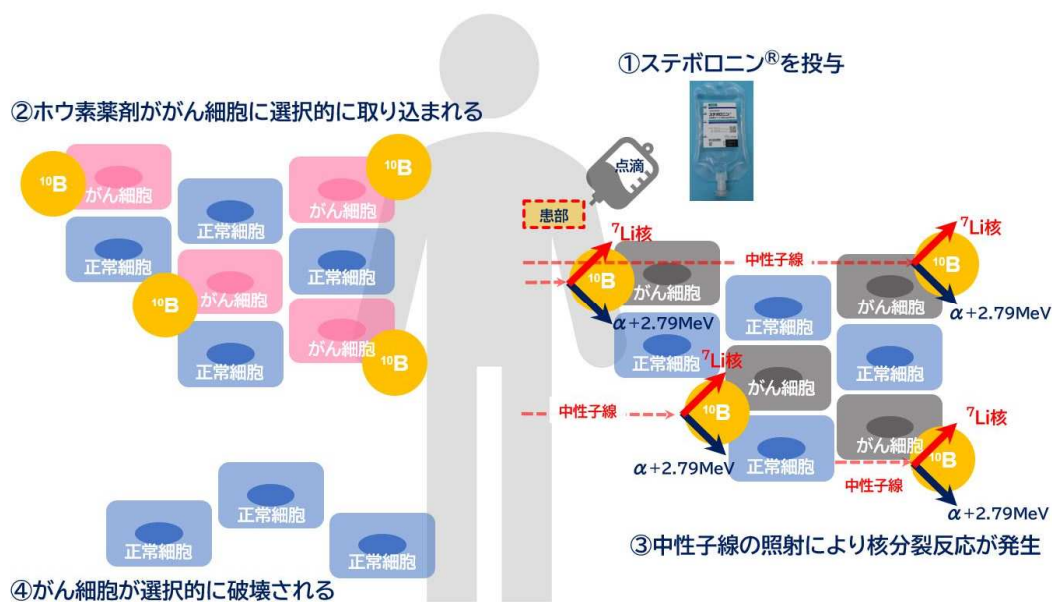 ①ステボロニン®を投与
②ホウ素薬剤ががん細胞に選択的に取り込まれる
点滴
患部
¹⁰B
がん細胞
正常細胞
正常細胞
¹⁰B
がん細胞
正常細胞
¹⁰B
がん細胞
正常細胞
がん細胞
¹⁰B
⁷Li核
中性子線
¹⁰B
がん細胞
α+2.79MeV
正常細胞
正常細胞
⁷Li核
¹⁰B
がん細胞
α+2.79MeV
正常細胞
⁷Li核
中性子線
¹⁰B
がん細胞
α+2.79MeV
正常細胞
⁷Li核
がん細胞
¹⁰B
中性子線
α+2.79MeV
③中性子線の照射により核分裂反応が発生
正常細胞
正常細胞
正常細胞
④がん細胞が選択的に破壊される